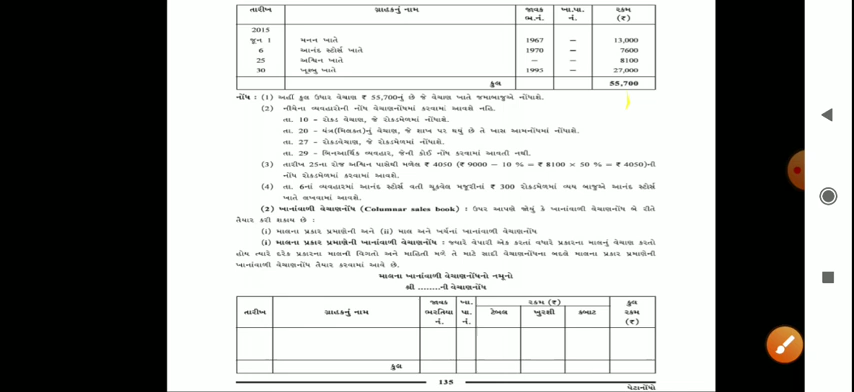 તારીખ ગ્રાહકનું નામ જાવક ભ.નં. ખા.પા. નં. રકમ (₹)
2015
જૂન 1 મનન ખાતે 1967 – 13,000
6 આનંદ સ્ટોર્સ ખાતે 1970 – 7600
25 અશ્વિન ખાતે – – 8100
30 ખૂશ્બુ ખાતે 1995 – 27,000
કુલ 55,700
નોંધ : (1) અહીં કુલ ઉધાર વેચાણ ₹ 55,700નું છે જે વેચાણ ખાતે જમાબાજુએ નોંધાશે.
(2) નીચેના વ્યવહારોની નોંધ વેચાણનોંધમાં કરવામાં આવશે નહિ.
તા. 10 – રોકડ વેચાણ, જે રોકડમેળમાં નોંધાશે.
તા. 20 – યંત્ર(મિલકત)નું વેચાણ, જે શાખ પર થયું છે તે ખાસ આમનોંધમાં નોંધાશે.
તા. 27 – રોકડવેચાણ, જે રોકડમેળમાં નોંધાશે.
તા. 29 – બિનઆર્થિક વ્યવહાર, જેની કોઈ નોંધ કરવામાં આવતી નથી.
(3) તારીખ 25ના રોજ અશ્વિન પાસેથી મળેલ ₹ 4050 (₹ 9000 – 10 % = ₹ 8100 × 50 % = ₹ 4050)ની
નોંધ રોકડમેળમાં કરવામાં આવશે.
(4) તા. 6નાં વ્યવહારમાં આનંદ સ્ટોર્સ વતી ચૂકવેલ મજૂરીનાં ₹ 300 રોકડમેળમાં વ્યય બાજુએ આનંદ સ્ટોર્સ
ખાતે લખવામાં આવશે.
(2) ખાનાંવાળી વેચાણનોંધ (Columnar sales book) : ઉપર આપણે જોયું કે ખાનાંવાળી વેચાણનોંધ બે રીતે
તૈયાર કરી શકાય છે :
(i) માલના પ્રકાર પ્રમાણેની અને (ii) માલ અને ખર્ચનાં ખાનાંવાળી વેચાણનોંધ
(i) માલના પ્રકાર પ્રમાણેની ખાનાંવાળી વેચાણનોંધ : જ્યારે વેપારી એક કરતાં વધારે પ્રકારના માલનું વેચાણ કરતો
હોય ત્યારે દરેક પ્રકારના માલની વિગતો અને માહિતી મળે તે માટે સાદી વેચાણનોંધના બદલે માલના પ્રકાર પ્રમાણેની
ખાનાંવાળી વેચાણનોંધ તૈયાર કરવામાં આવે છે.
માલના ખાનાંવાળી વેચાણનોંધનો નમૂનો
શ્રી ........ની વેચાણનોંધ
તારીખ ગ્રાહકનું નામ જાવક ભરતિયા નં. ખા. પા. નં. રકમ (₹) કુલ રકમ (₹)
ટેબલ ખુરશી કબાટ
કુલ
135
પેટાનોંધો